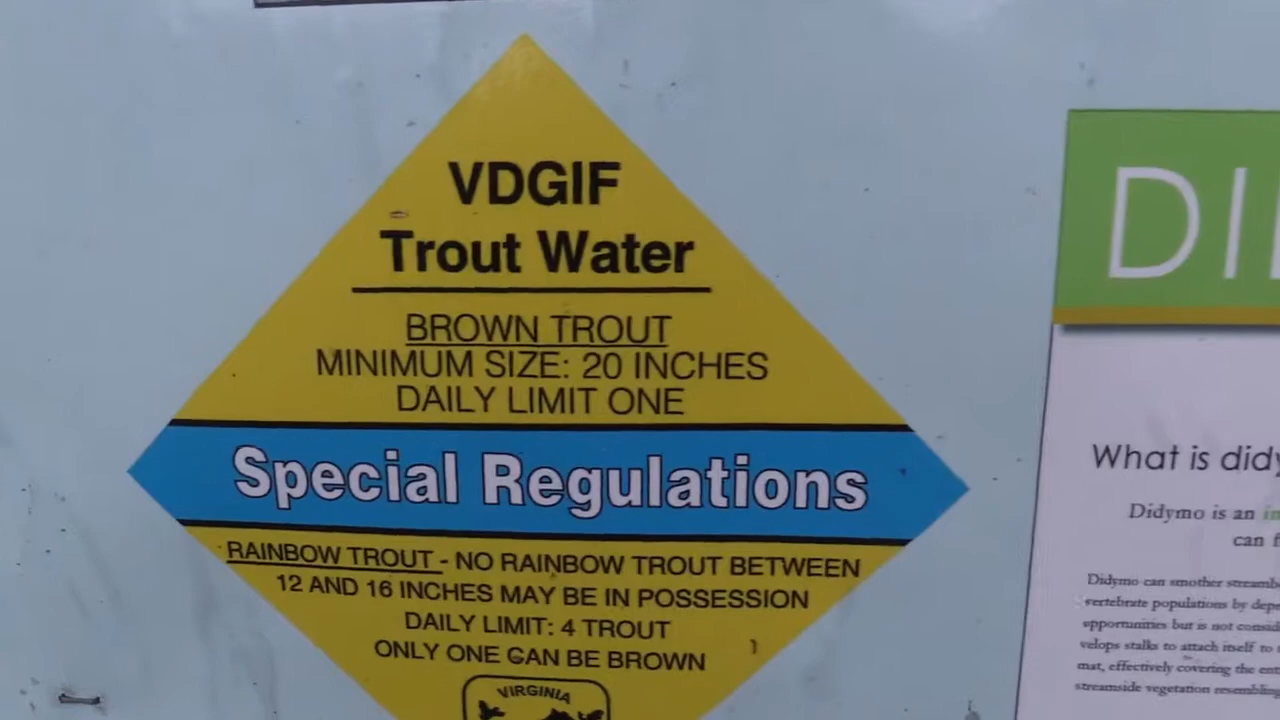 VDGIF
Trout Water
BROWN TROUT
MINIMUM SIZE: 20 INCHES
DAILY LIMIT ONE
Special Regulations
RAINBOW TROUT - NO RAINBOW TROUT BETWEEN
12 AND 16 INCHES MAY BE IN POSSESSION
DAILY LIMIT: 4 TROUT
ONLY ONE CAN BE BROWN
VIRGINIA
DI
What is didy
Didymo is an in
can f
Didymo can smother streamb
vertebrate populations by dep
opportunities but is not consid
velops stalks to attach itself to
mat, effectively covering the ent
streamside vegetation resembling